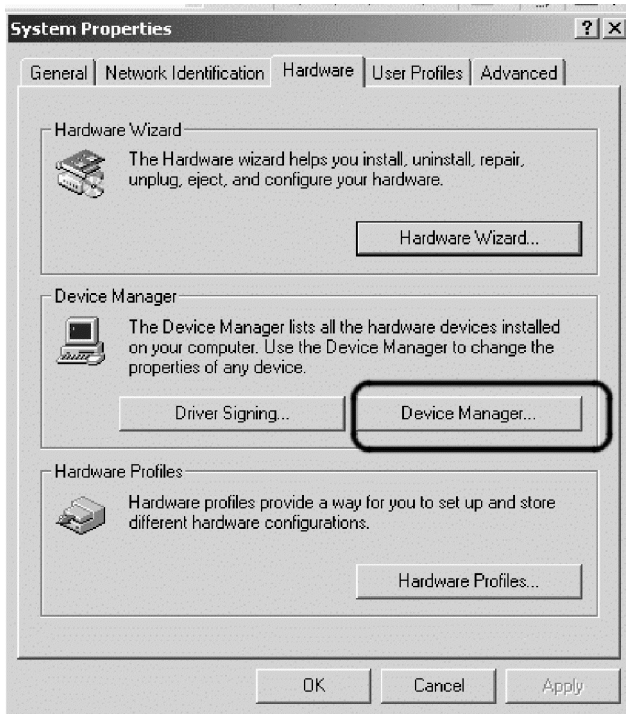 System Properties
? X
General Network Identification Hardware User Profiles Advanced
Hardware Wizard
The Hardware wizard helps you install, uninstall, repair,
unplug, eject, and configure your hardware.
Hardware Wizard...
Device Manager
The Device Manager lists all the hardware devices installed
on your computer. Use the Device Manager to change the
properties of any device.
Driver Signing... Device Manager...
Hardware Profiles
Hardware profiles provide a way for you to set up and store
different hardware configurations.
Hardware Profiles...
OK Cancel Apply